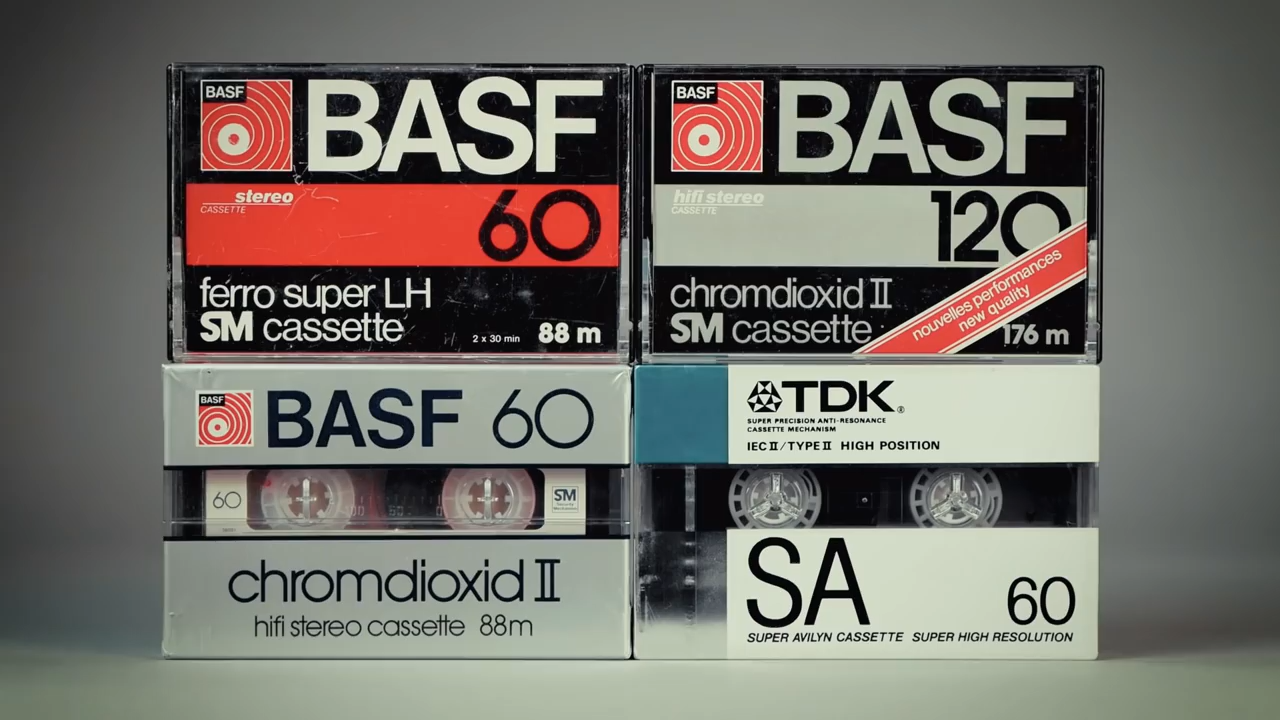 BASF
BASF
stereo
CASSETTE
60
ferro super LH
SM cassette
2 x 30 min
88 m
BASF
BASF
hifi stereo
CASSETTE
120
chromdioxid II
SM cassette
nouvelles performances
new quality
176 m
BASF
BASF 60
60
SM
Security
Mechanism
chromdioxid II
hifi stereo cassette 88m
TDK®
SUPER PRECISION ANTI-RESONANCE
CASSETTE MECHANISM
IEC II/TYPE II HIGH POSITION
SA
60
SUPER AVILYN CASSETTE SUPER HIGH RESOLUTION